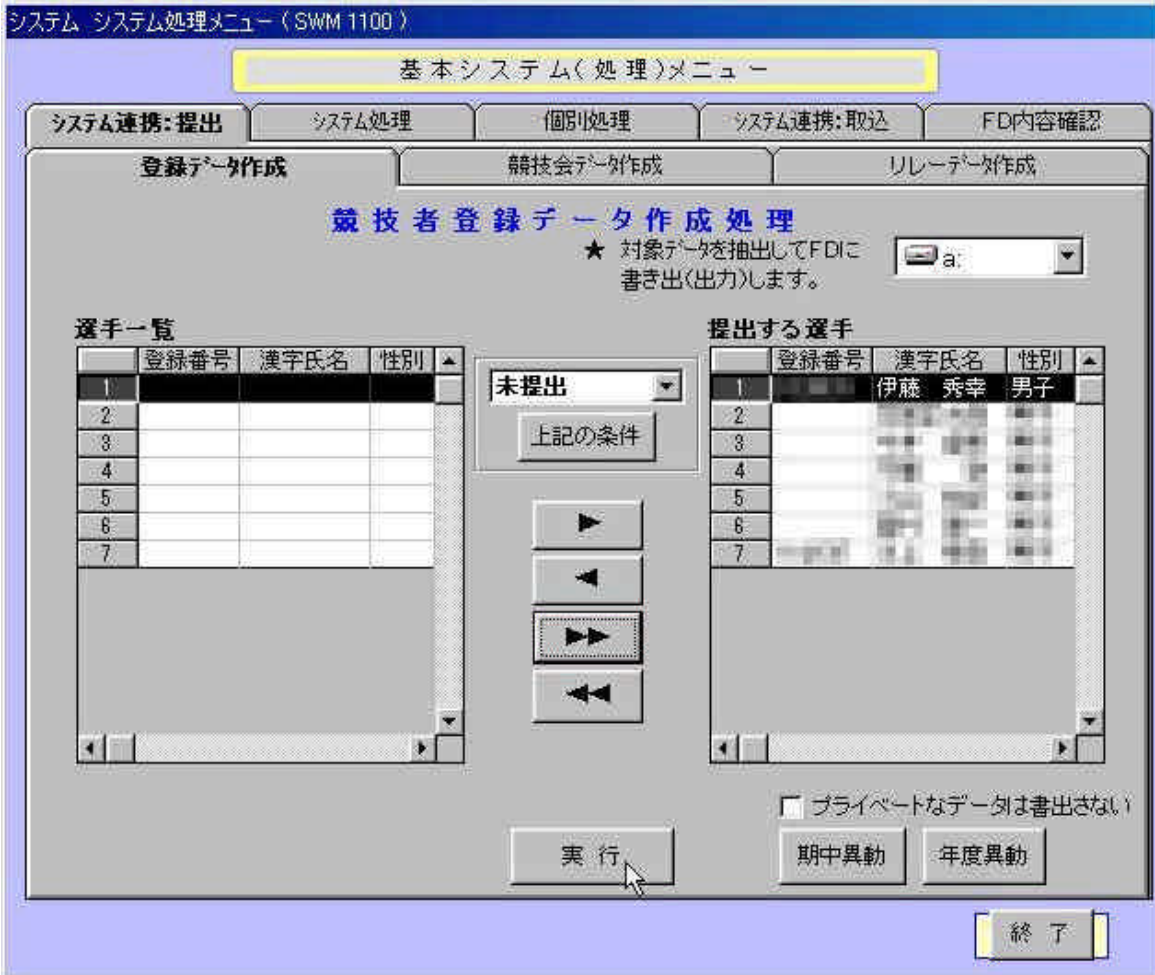 システム システム処理メニュー（SWM 1100）
基本システム(処理)メニュー
システム連携:提出 システム処理 個別処理 システム連携:取込 FD内容確認
登録データ作成 競技会データ作成 リレーデータ作成
競技者登録データ作成処理
★ 対象データを抽出してFDに
書き出(出力)します。
a:
選手一覧
登録番号 漢字氏名 性別
1
2
3
4
5
6
7
未提出
上記の条件
►
◄
►►
◄◄
提出する選手
登録番号 漢字氏名 性別
1 伊藤 秀幸 男子
2
3
4
5
6
7
プライベートなデータは書出さない
実行
期中異動 年度異動
終了